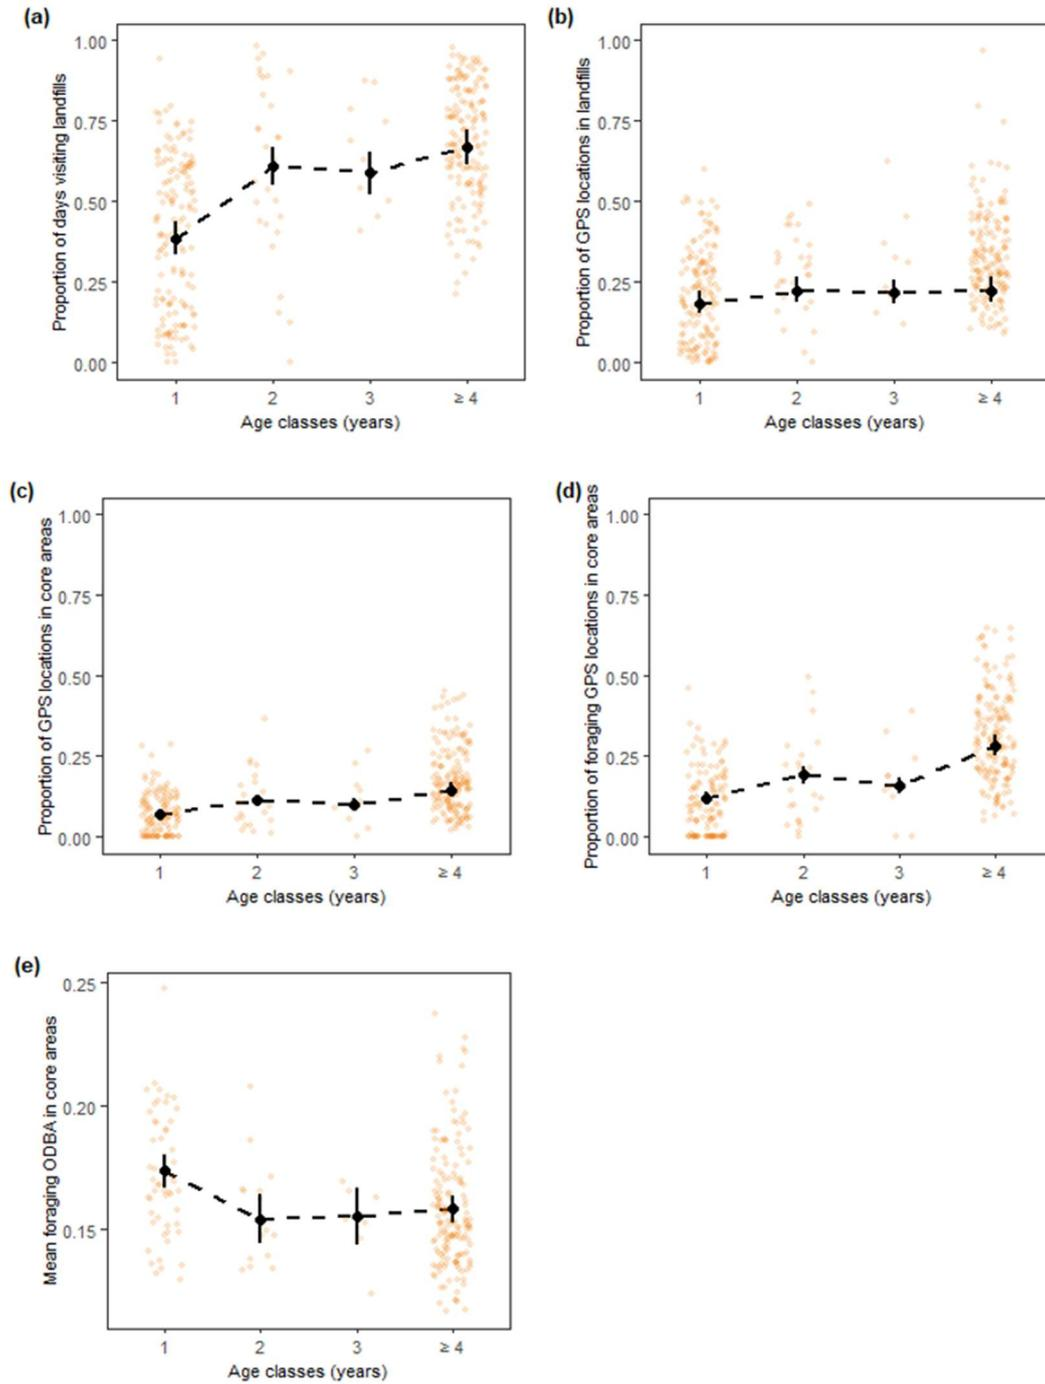 (a)
Proportion of days visiting landfills
1.00
0.75
0.50
0.25
0.00
1 2 3 ≥ 4
Age classes (years)
(b)
Proportion of GPS locations in landfills
1.00
0.75
0.50
0.25
0.00
1 2 3 ≥ 4
Age classes (years)
(c)
Proportion of GPS locations in core areas
1.00
0.75
0.50
0.25
0.00
1 2 3 ≥ 4
Age classes (years)
(d)
Proportion of foraging GPS locations in core areas
1.00
0.75
0.50
0.25
0.00
1 2 3 ≥ 4
Age classes (years)
(e)
Mean foraging ODBA in core areas
0.25
0.20
0.15
1 2 3 ≥ 4
Age classes (years)